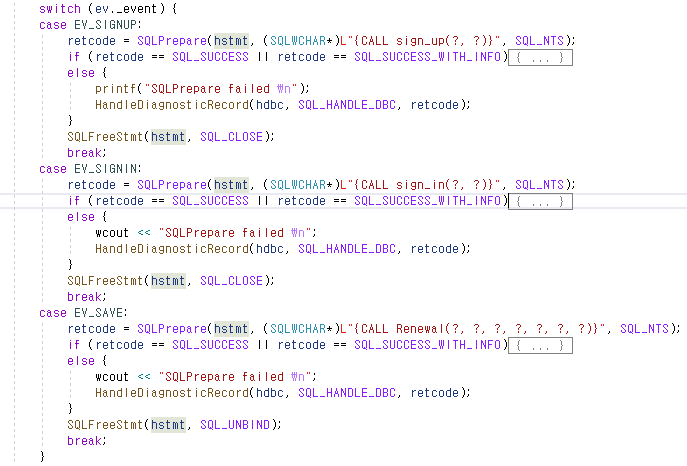 switch (ev._event) {
case EV_SIGNUP:
retcode = SQLPrepare(hstmt, (SQLWCHAR*)L"{CALL sign_up(?, ?)}", SQL_NTS);
if (retcode == SQL_SUCCESS || retcode == SQL_SUCCESS_WITH_INFO) { ... }
else {
printf("SQLPrepare failed ₩n");
HandleDiagnosticRecord(hdbc, SQL_HANDLE_DBC, retcode);
}
SQLFreeStmt(hstmt, SQL_CLOSE);
break;
case EV_SIGNIN:
retcode = SQLPrepare(hstmt, (SQLWCHAR*)L"{CALL sign_in(?, ?)}", SQL_NTS);
if (retcode == SQL_SUCCESS || retcode == SQL_SUCCESS_WITH_INFO) { ... }
else {
wcout << "SQLPrepare failed ₩n";
HandleDiagnosticRecord(hdbc, SQL_HANDLE_DBC, retcode);
}
SQLFreeStmt(hstmt, SQL_CLOSE);
break;
case EV_SAVE:
retcode = SQLPrepare(hstmt, (SQLWCHAR*)L"{CALL Renewal(?, ?, ?, ?, ?, ?, ?)}", SQL_NTS);
if (retcode == SQL_SUCCESS || retcode == SQL_SUCCESS_WITH_INFO) { ... }
else {
wcout << "SQLPrepare failed ₩n";
HandleDiagnosticRecord(hdbc, SQL_HANDLE_DBC, retcode);
}
SQLFreeStmt(hstmt, SQL_UNBIND);
break;
}